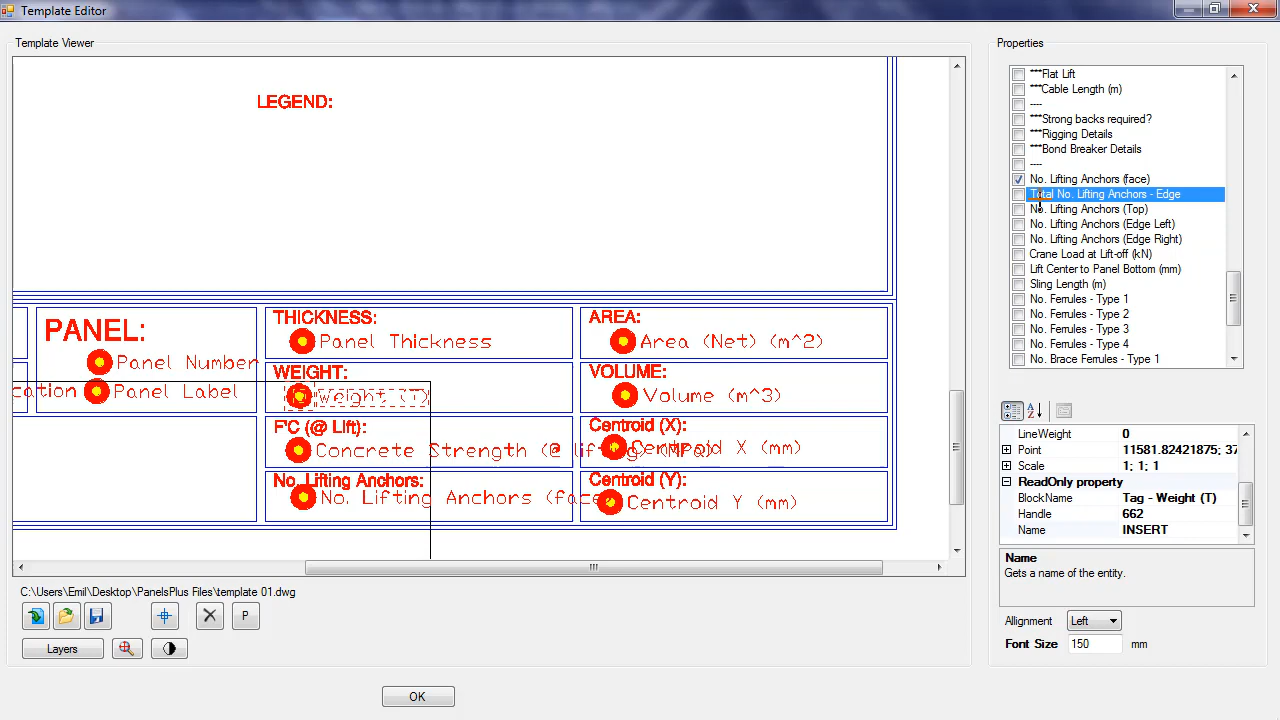 Template Editor
Template Viewer
LEGEND:
PANEL:
Panel Number
cation
Panel Label
THICKNESS:
Panel Thickness
WEIGHT:
Weight (T)
F'C (@ Lift):
Concrete Strength (@ lifting (MPa)
No. Lifting Anchors:
No. Lifting Anchors (face)
AREA:
Area (Net) (m^2)
VOLUME:
Volume (m^3)
Centroid (X):
Centroid X (mm)
Centroid (Y):
Centroid Y (mm)
C:\Users\Emil\Desktop\PanelsPlus Files\template 01.dwg
P
Layers
OK
Properties
***Flat Lift
***Cable Length (m)
----
***Strong backs required?
***Rigging Details
***Bond Breaker Details
----
No. Lifting Anchors (face)
Total No. Lifting Anchors - Edge
No. Lifting Anchors (Top)
No. Lifting Anchors (Edge Left)
No. Lifting Anchors (Edge Right)
Crane Load at Lift-off (kN)
Lift Center to Panel Bottom (mm)
Sling Length (m)
No. Ferrules - Type 1
No. Ferrules - Type 2
No. Ferrules - Type 3
No. Ferrules - Type 4
No. Brace Ferrules - Type 1
LineWeight 0
Point 11581.82421875; 37
Scale 1; 1; 1
ReadOnly property
BlockName Tag - Weight (T)
Handle 662
Name INSERT
Name
Gets a name of the entity.
Allignment Left
Font Size 150 mm